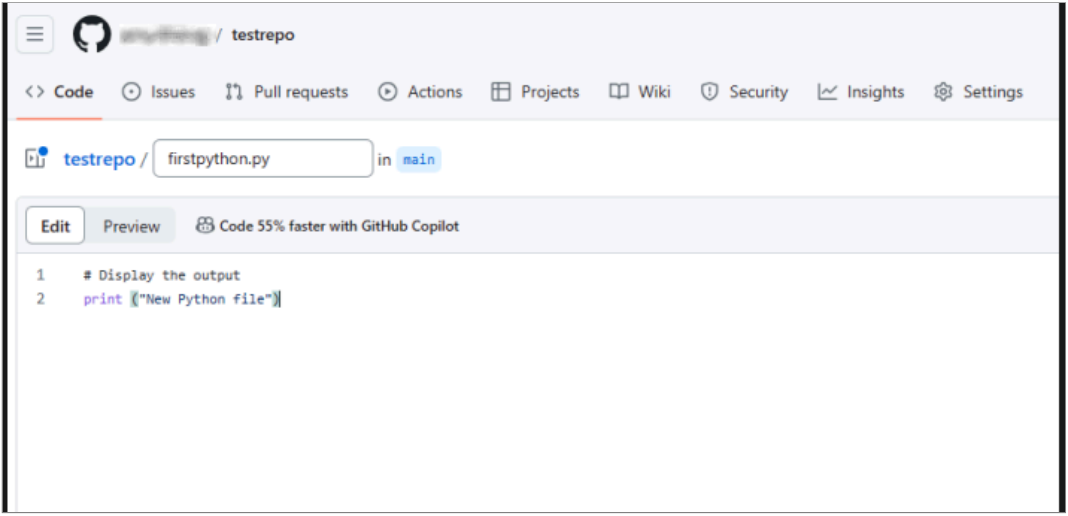 / testrepo
Code Issues Pull requests Actions Projects Wiki Security Insights Settings
testrepo / firstpython.py in main
Edit Preview Code 55% faster with GitHub Copilot
1 # Display the output
2 print ("New Python file")